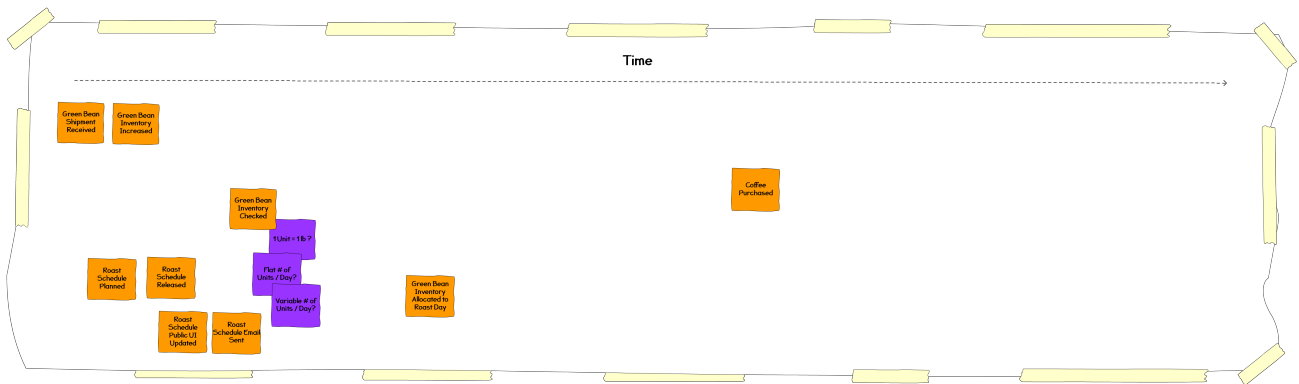 Time
Green Bean
Shipment
Received
Green Bean
Inventory
Increased
Coffee
Purchased
Green Bean
Inventory
Checked
1 Unit = 1 lb ?
Flat # of
Units / Day?
Variable # of
Units / Day?
Roast
Schedule
Planned
Roast
Schedule
Released
Green Bean
Inventory
Allocated to
Roast Day
Roast
Schedule
Public UI
Updated
Roast
Schedule Email
Sent